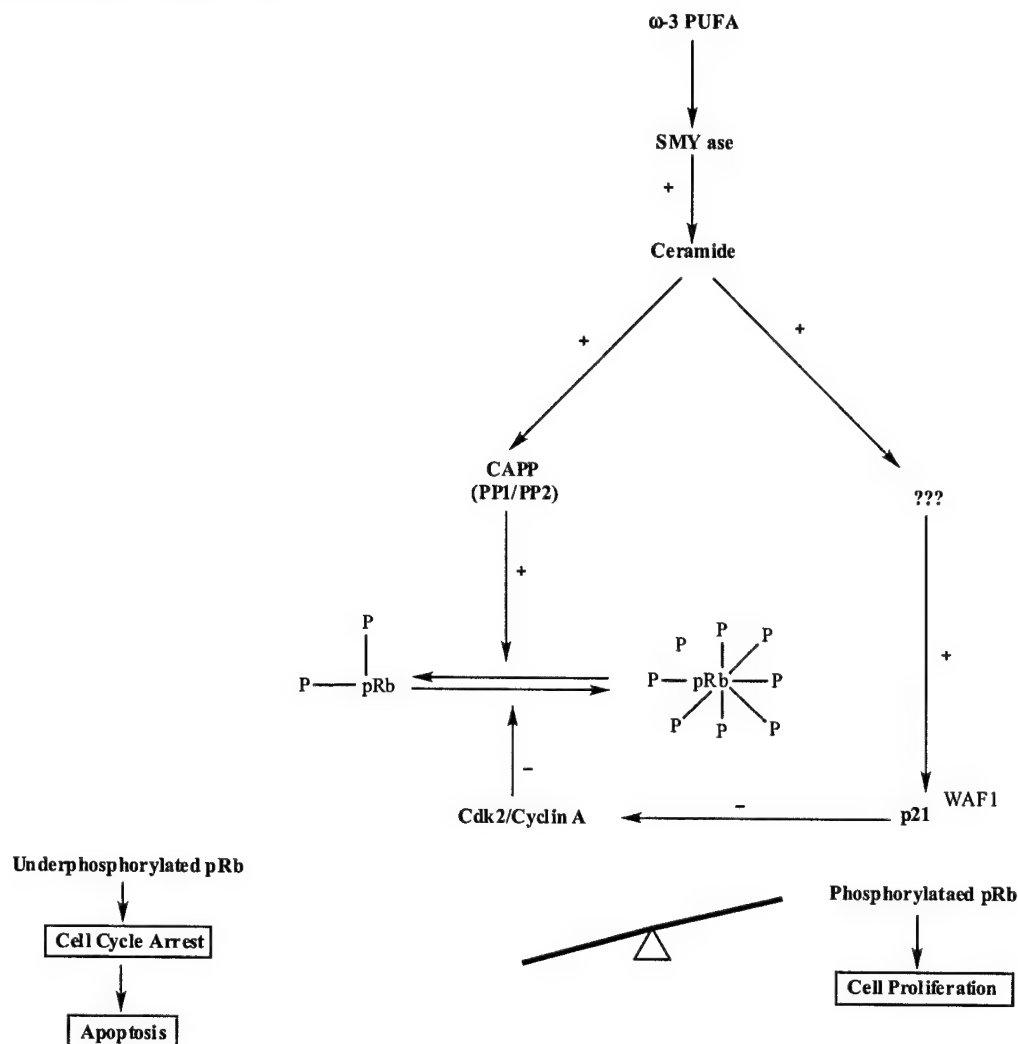 ω-3 PUFA
SMY ase
+
Ceramide
+
+
CAPP
(PP1/PP2)
???
+
+
P
P pRb
P
P
P
P
pRb
P
P
P
P
–
Cdk2/Cyclin A
–
p21 WAF1
Underphosphorylated pRb
Cell Cycle Arrest
Apoptosis
Phosphorylataed pRb
Cell Proliferation